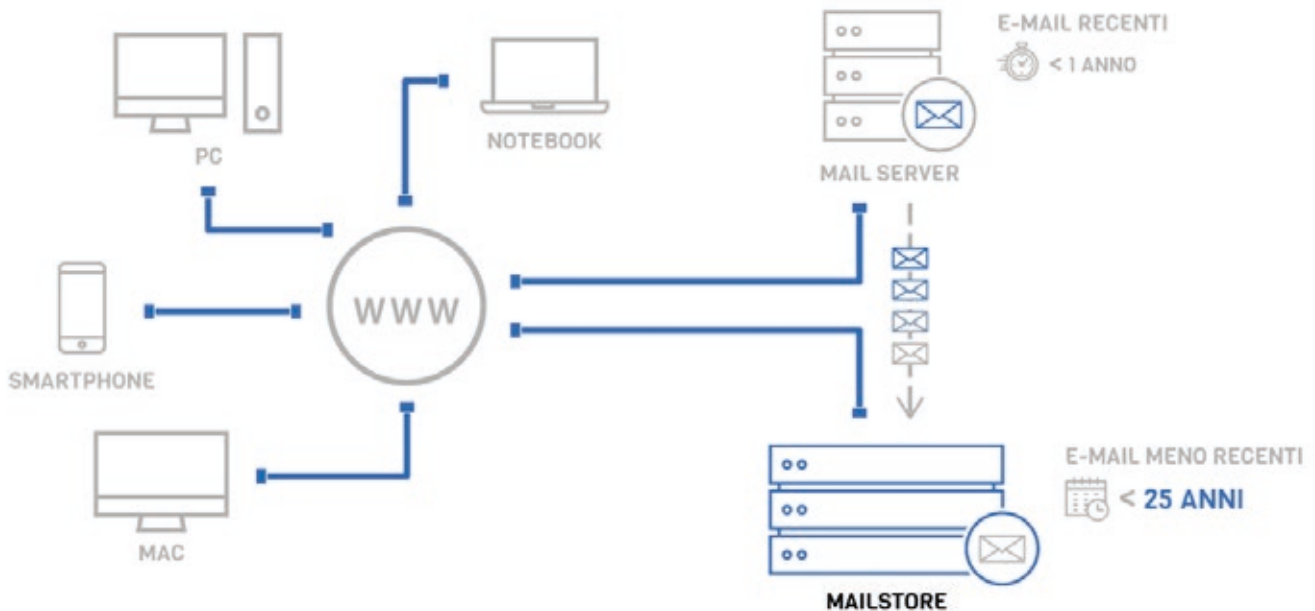 E-MAIL RECENTI
< 1 ANNO
NOTEBOOK
PC
MAIL SERVER
WWW
SMARTPHONE
E-MAIL MENO RECENTI
< 25 ANNI
MAC
MAILSTORE